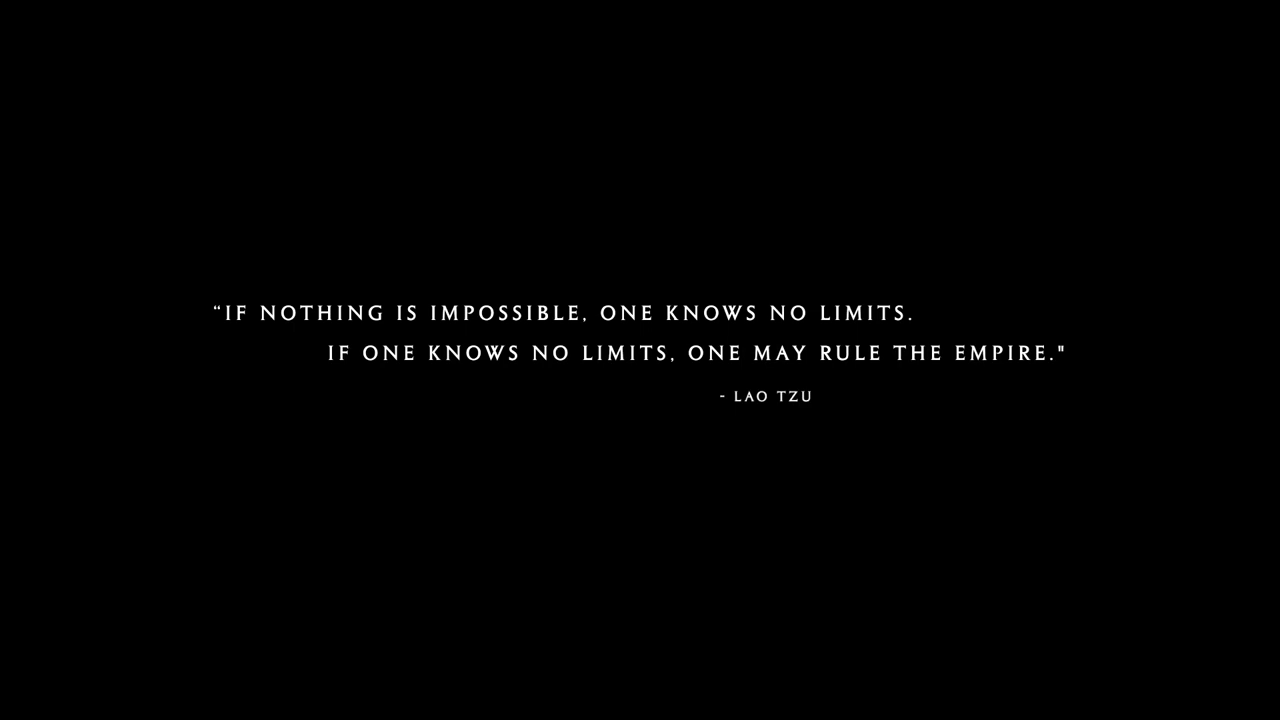 “IF NOTHING IS IMPOSSIBLE, ONE KNOWS NO LIMITS.
IF ONE KNOWS NO LIMITS, ONE MAY RULE THE EMPIRE."
- LAO TZU